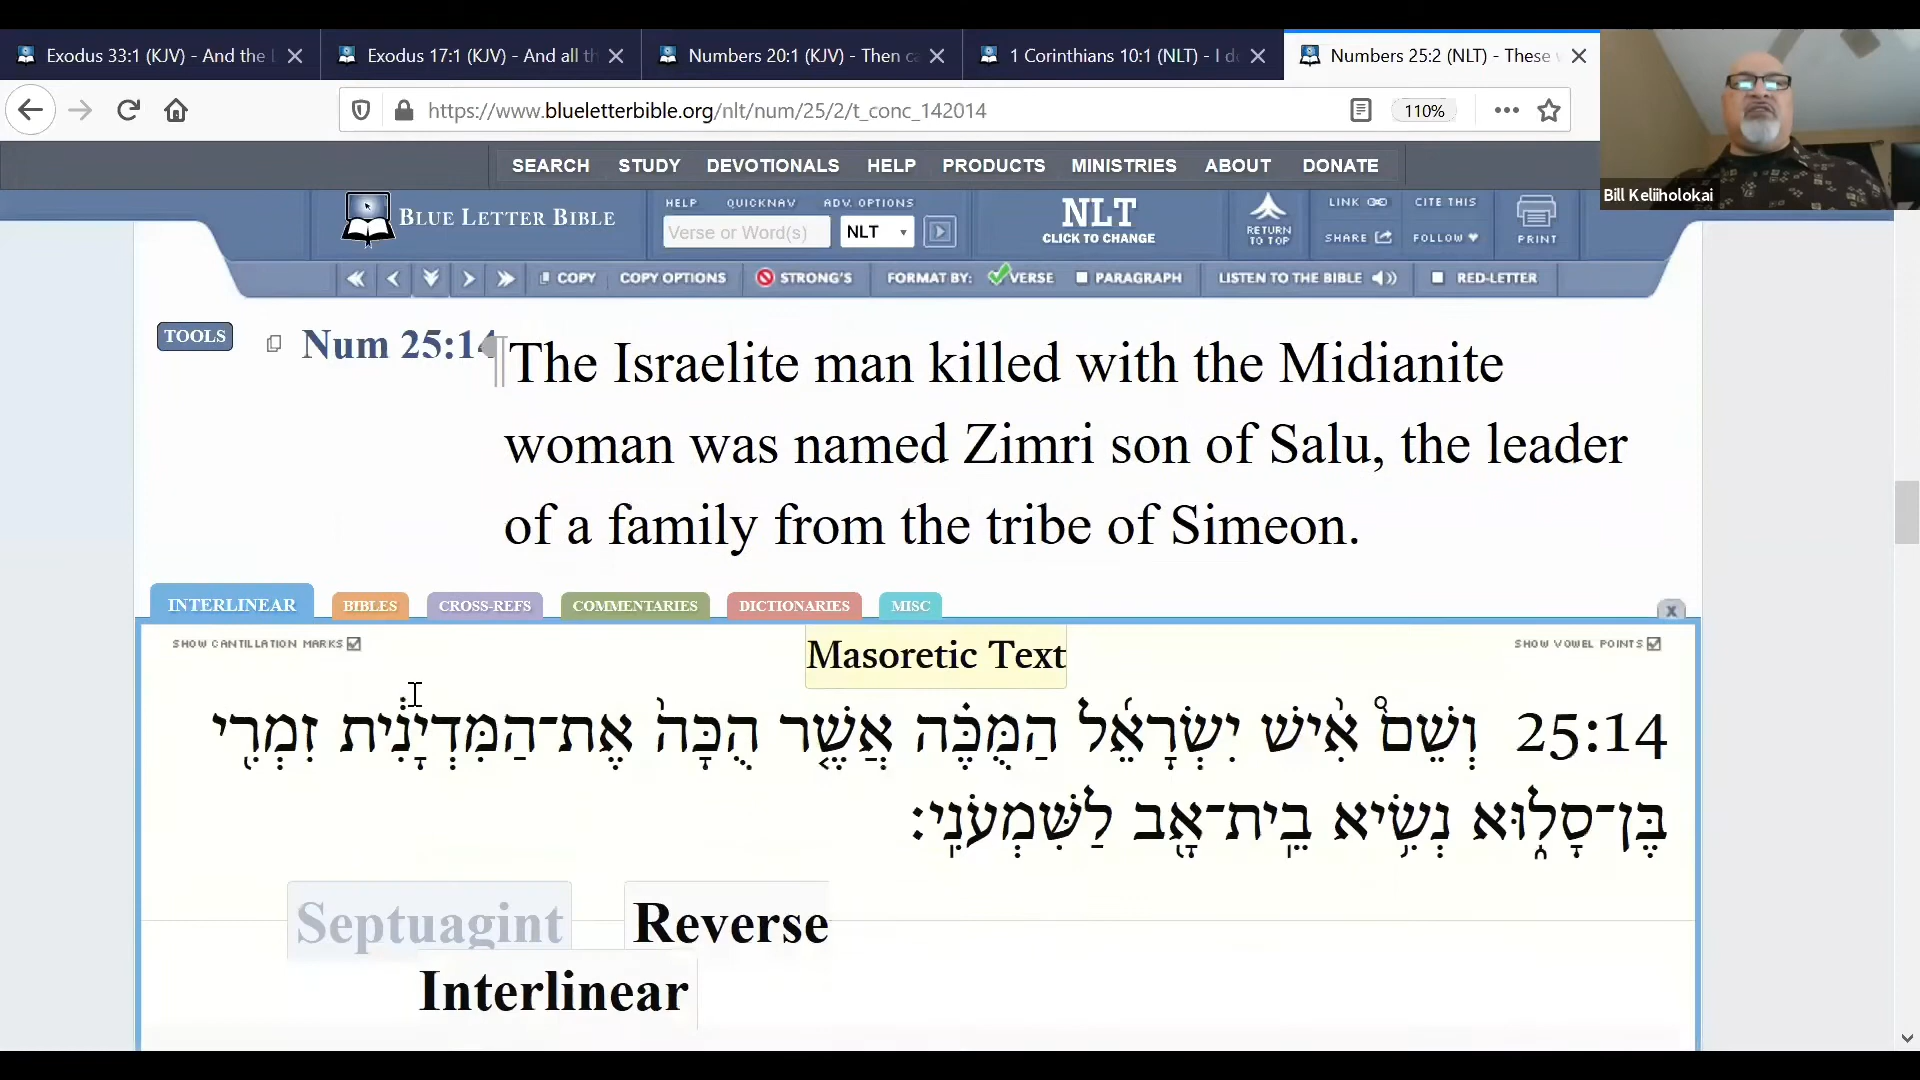 Exodus 33:1 (KJV) - And the
Exodus 17:1 (KJV) - And all th
Numbers 20:1 (KJV) - Then ca
1 Corinthians 10:1 (NLT) - I do
Numbers 25:2 (NLT) - These w
https://www.blueletterbible.org/nlt/num/25/2/t_conc_142014
110%
Bill Keliiholokai
SEARCH STUDY DEVOTIONALS HELP PRODUCTS MINISTRIES ABOUT DONATE
BLUE LETTER BIBLE
HELP QUICKNAV ADV. OPTIONS
Verse or Word(s) NLT
NLT
CLICK TO CHANGE
RETURN
TO TOP
LINK CITE THIS
SHARE FOLLOW
PRINT
COPY COPY OPTIONS STRONG'S FORMAT BY: VERSE PARAGRAPH LISTEN TO THE BIBLE RED-LETTER
TOOLS
Num 25:14 ¶The Israelite man killed with the Midianite
woman was named Zimri son of Salu, the leader
of a family from the tribe of Simeon.
INTERLINEAR BIBLES CROSS-REFS COMMENTARIES DICTIONARIES MISC X
SHOW CANTILLATION MARKS
Masoretic Text
SHOW VOWEL POINTS
25:14 וְשֵׁם֩ אִ֨ישׁ יִשְׂרָאֵ֜ל הַמֻּכֶּ֗ה אֲשֶׁ֤ר הֻכָּה֙ אֶת־הַמִּדְיָנִ֔ית זִמְרִ֖י
בֶּן־סָל֑וּא נְשִׂ֥יא בֵֽית־אָ֖ב לַשִּׁמְעֹנִֽי׃
Septuagint Reverse
Interlinear